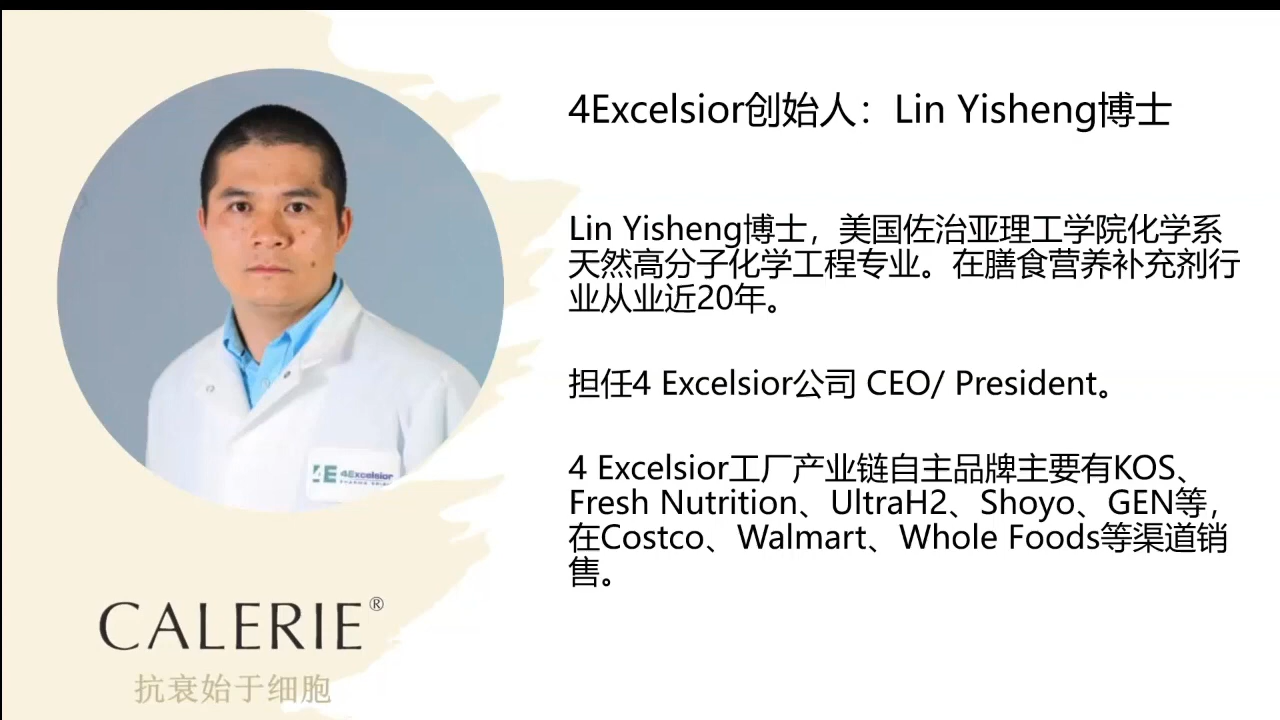 4Excelsior创始人：Lin Yisheng博士
Lin Yisheng博士，美国佐治亚理工学院化学系
天然高分子化学工程专业。在膳食营养补充剂行
业从业近20年。
担任4 Excelsior公司 CEO/ President。
4 Excelsior工厂产业链自主品牌主要有KOS、
Fresh Nutrition、UltraH2、Shoyo、GEN等，
在Costco、Walmart、Whole Foods等渠道销
售。
4E 4Excelsior
CALERIE®
抗衰始于细胞